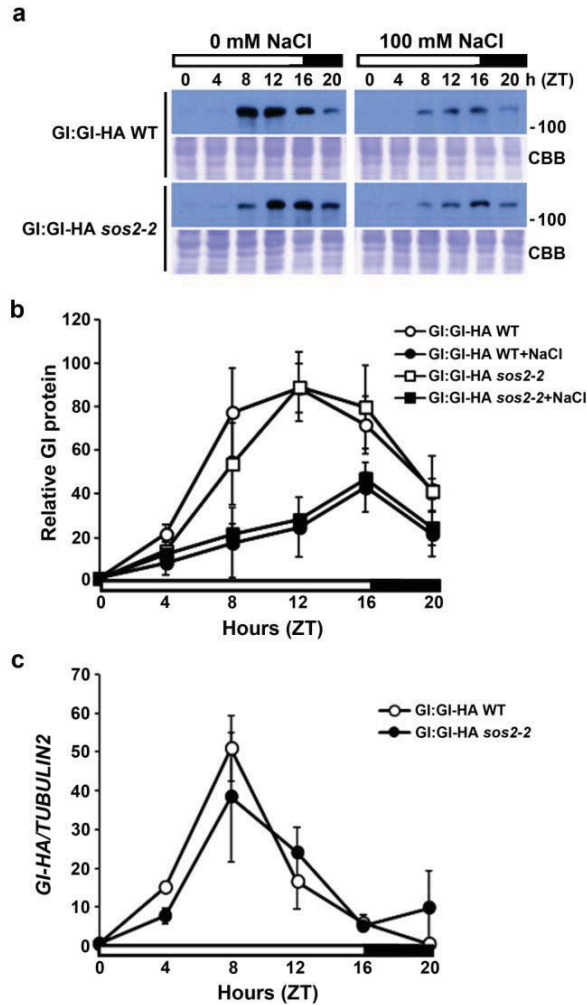 a
0 mM NaCl 100 mM NaCl
0 4 8 12 16 20 0 4 8 12 16 20 h (ZT)
GI:GI-HA WT
-100
CBB
GI:GI-HA sos2-2
-100
CBB
b
120
100
80
60
40
20
0
Relative GI protein
GI:GI-HA WT
GI:GI-HA WT+NaCl
GI:GI-HA sos2-2
GI:GI-HA sos2-2+NaCl
0 4 8 12 16 20
Hours (ZT)
c
70
60
50
40
30
20
10
0
GI-HA/TUBULIN2
GI:GI-HA WT
GI:GI-HA sos2-2
0 4 8 12 16 20
Hours (ZT)